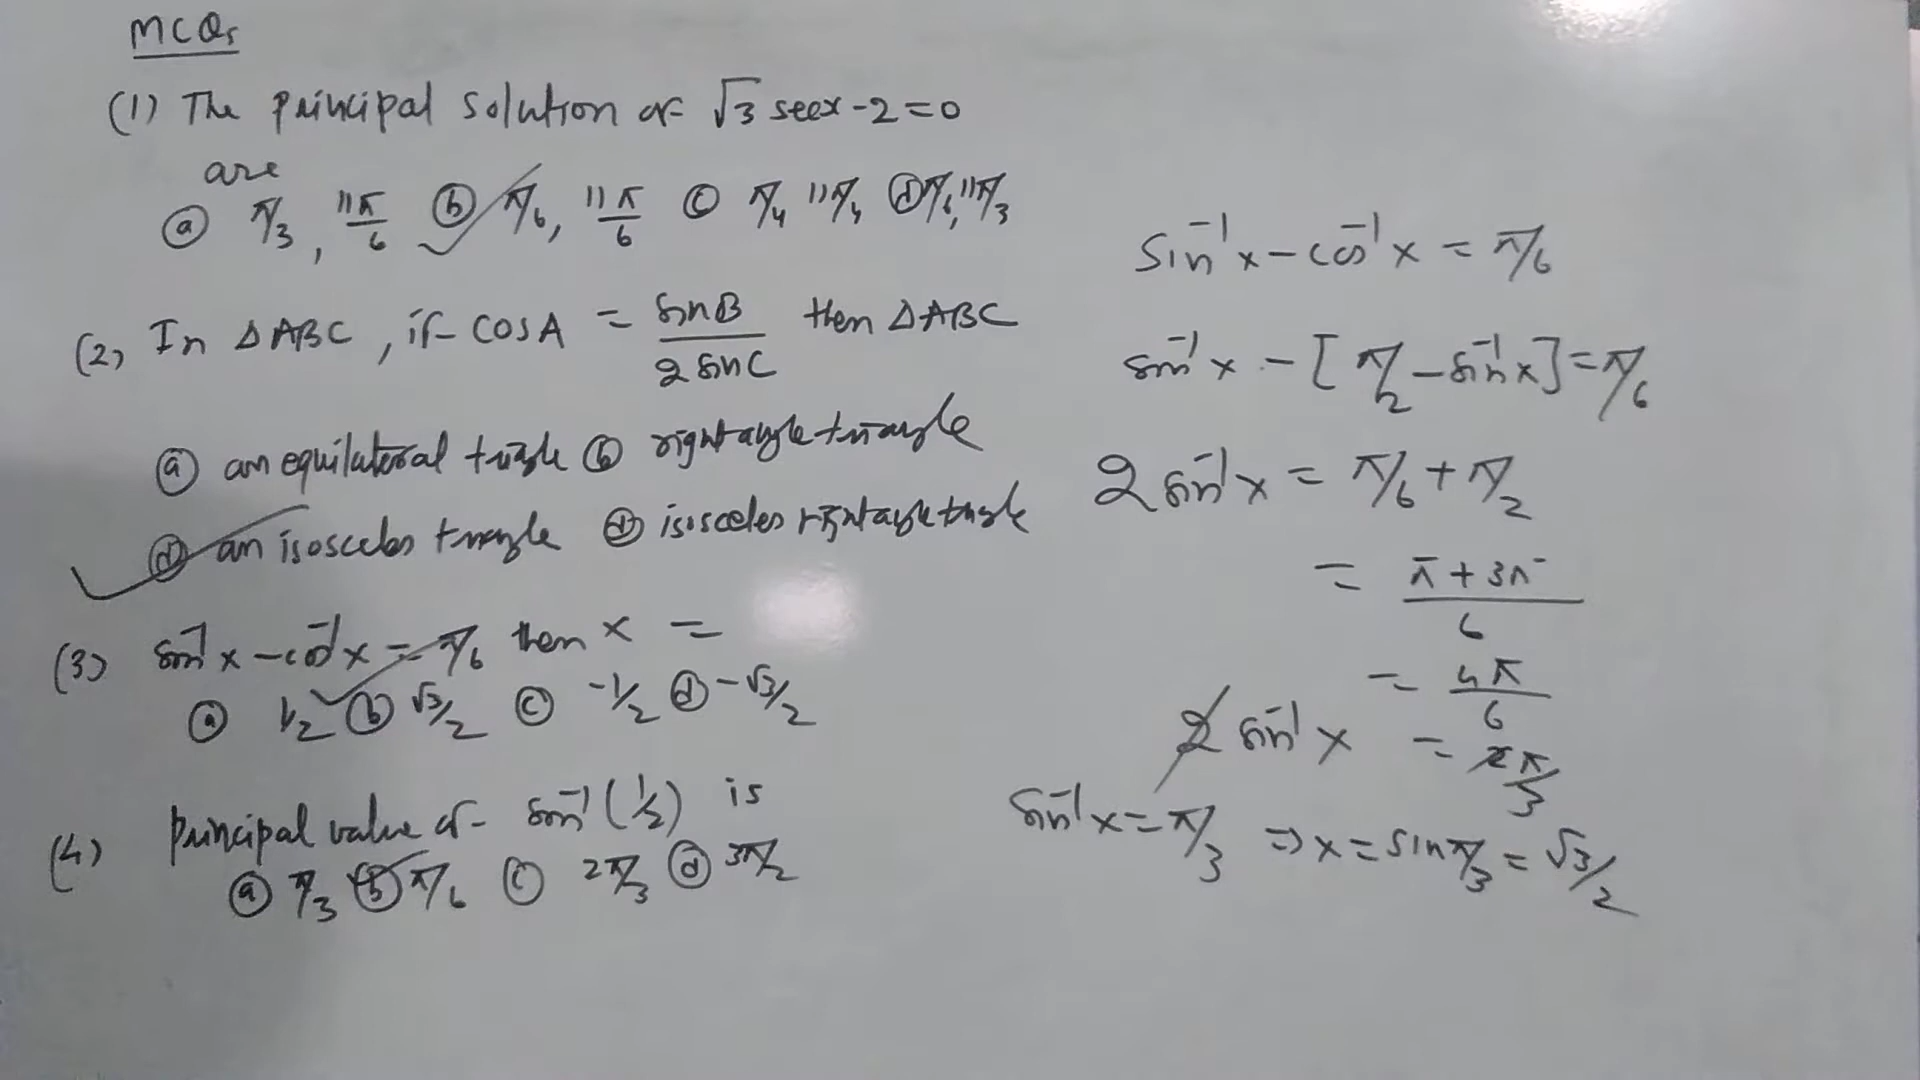 MCQs
(1) The principal solution of √3 secx - 2 = 0
are
ⓐ π/3, 11π/6 ⓑ π/6, 11π/6 ⓒ π/4, 11π/4 ⓓ π/6, 11π/3
(2) In ΔABC, if cosA = sinB / 2 sinC then ΔABC
ⓐ an equilateral triangle ⓑ right angle triangle
ⓓ an isosceles triangle ⓓ isosceles right angle triangle
(3) sin⁻¹x - cos⁻¹x = π/6 then x =
ⓐ 1/2 ⓑ √3/2 ⓒ -1/2 ⓓ -√3/2
(4) Principal value of sin⁻¹(1/2) is
ⓐ π/3 ⓑ π/6 ⓒ 2π/3 ⓓ 3π/2
sin⁻¹x - cos⁻¹x = π/6
sin⁻¹x - [π/2 - sin⁻¹x] = π/6
2 sin⁻¹x = π/6 + π/2
= π + 3π / 6
= 4π / 6
2 sin⁻¹x = 2π/3
sin⁻¹x = π/3 ⇒ x = sin π/3 = √3/2